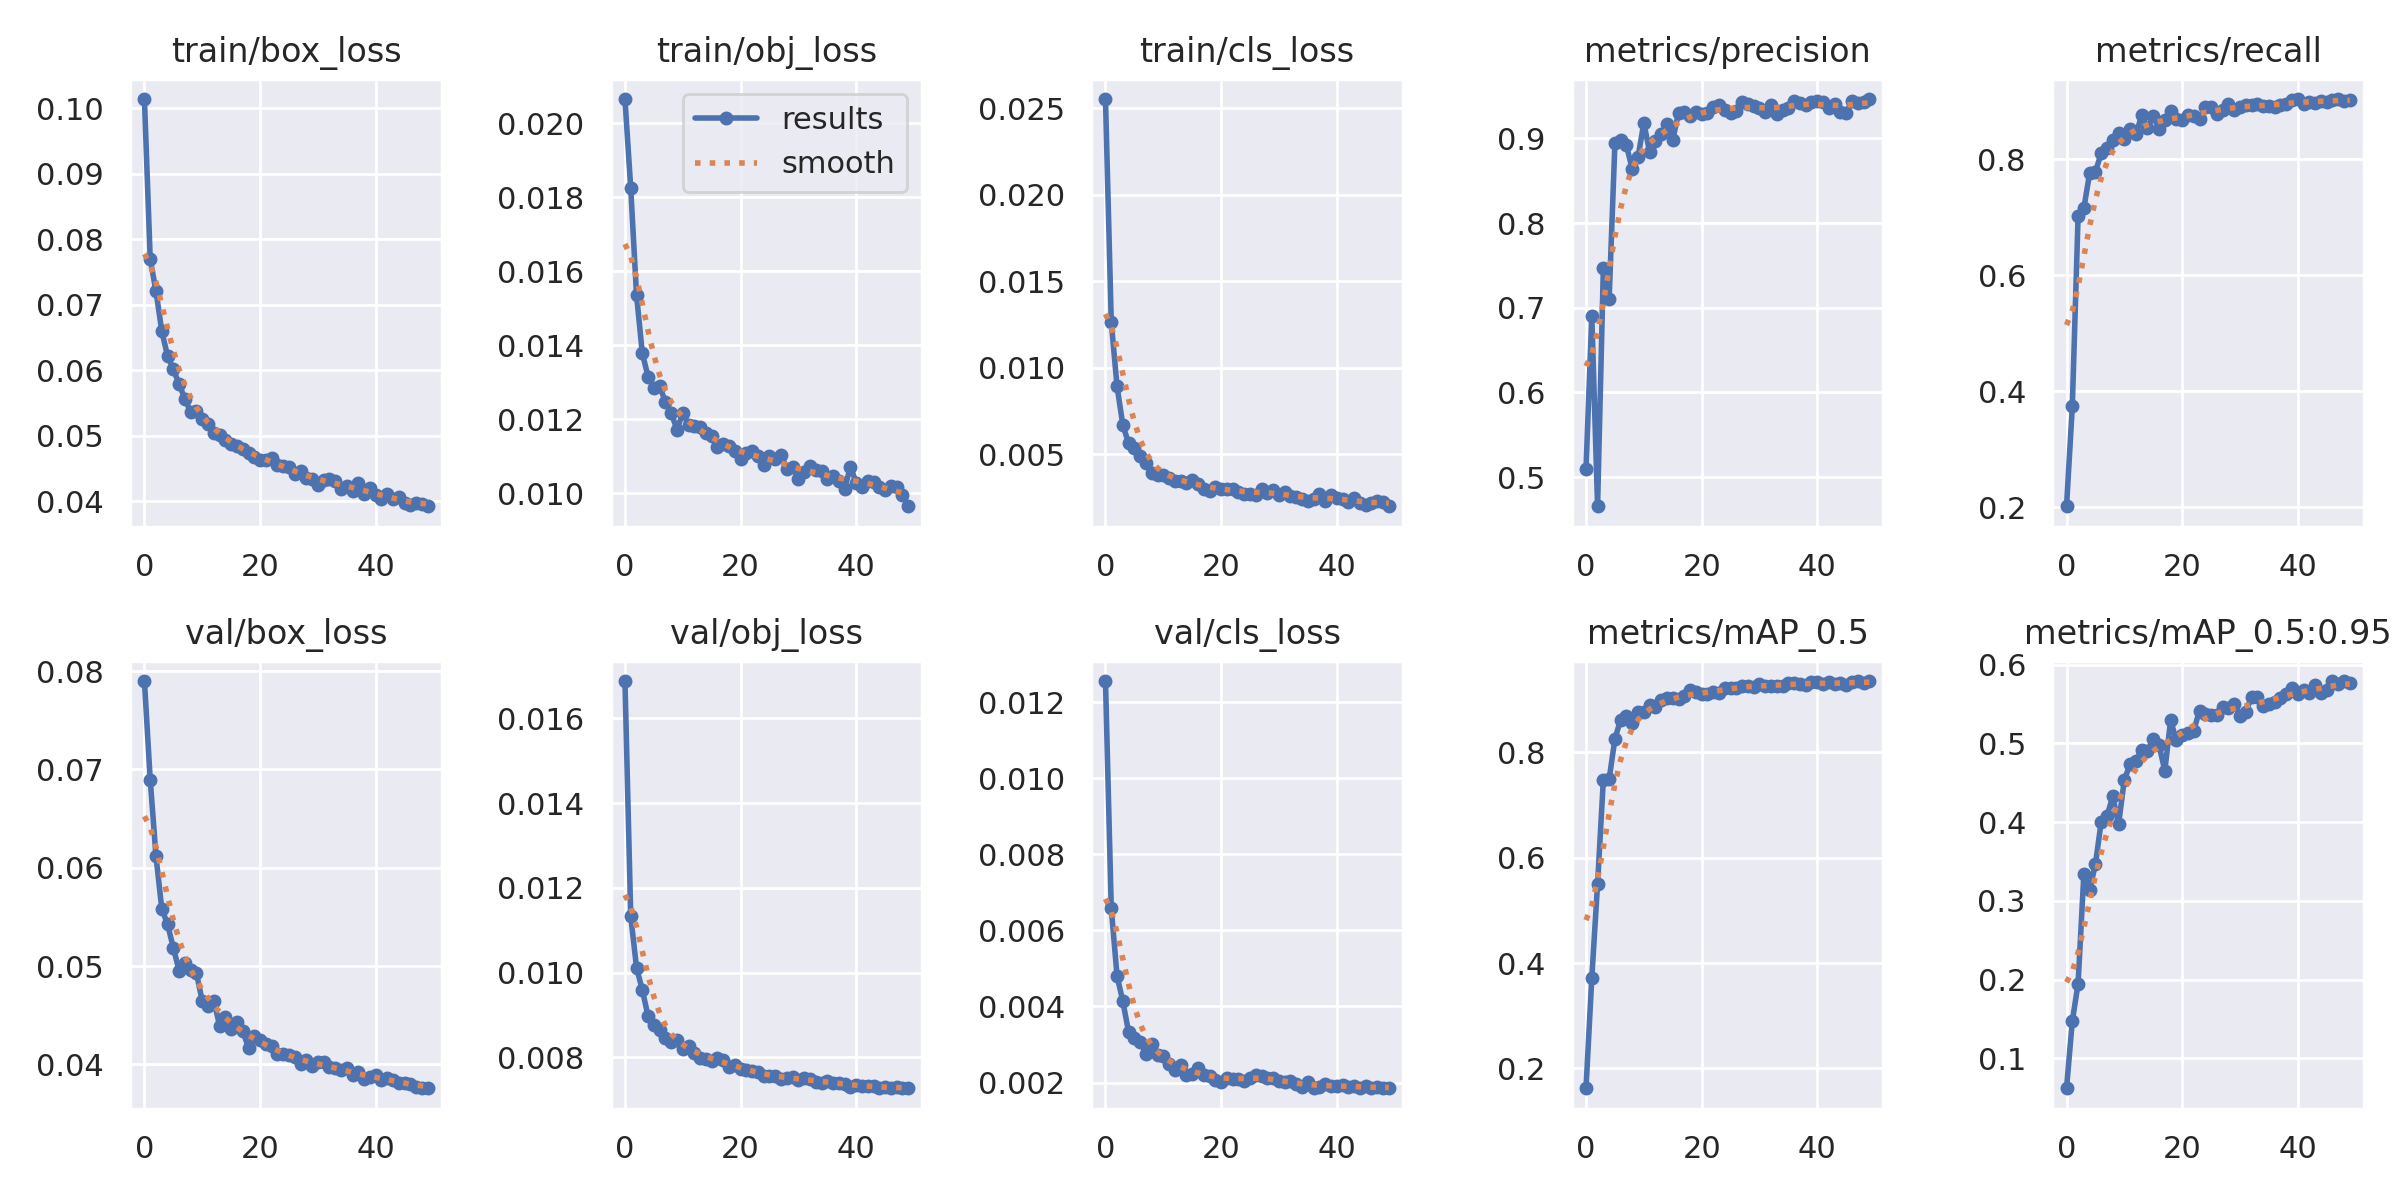 train/box_loss
train/obj_loss
train/cls_loss
metrics/precision
metrics/recall
0.10
0.09
0.08
0.07
0.06
0.05
0.04
0 20 40
results
smooth
0.020
0.018
0.016
0.014
0.012
0.010
0 20 40
0.025
0.020
0.015
0.010
0.005
0 20 40
0.9
0.8
0.7
0.6
0.5
0 20 40
0.8
0.6
0.4
0.2
0 20 40
val/box_loss
val/obj_loss
val/cls_loss
metrics/mAP_0.5
metrics/mAP_0.5:0.95
0.08
0.07
0.06
0.05
0.04
0 20 40
0.016
0.014
0.012
0.010
0.008
0 20 40
0.012
0.010
0.008
0.006
0.004
0.002
0 20 40
0.8
0.6
0.4
0.2
0 20 40
0.6
0.5
0.4
0.3
0.2
0.1
0 20 40